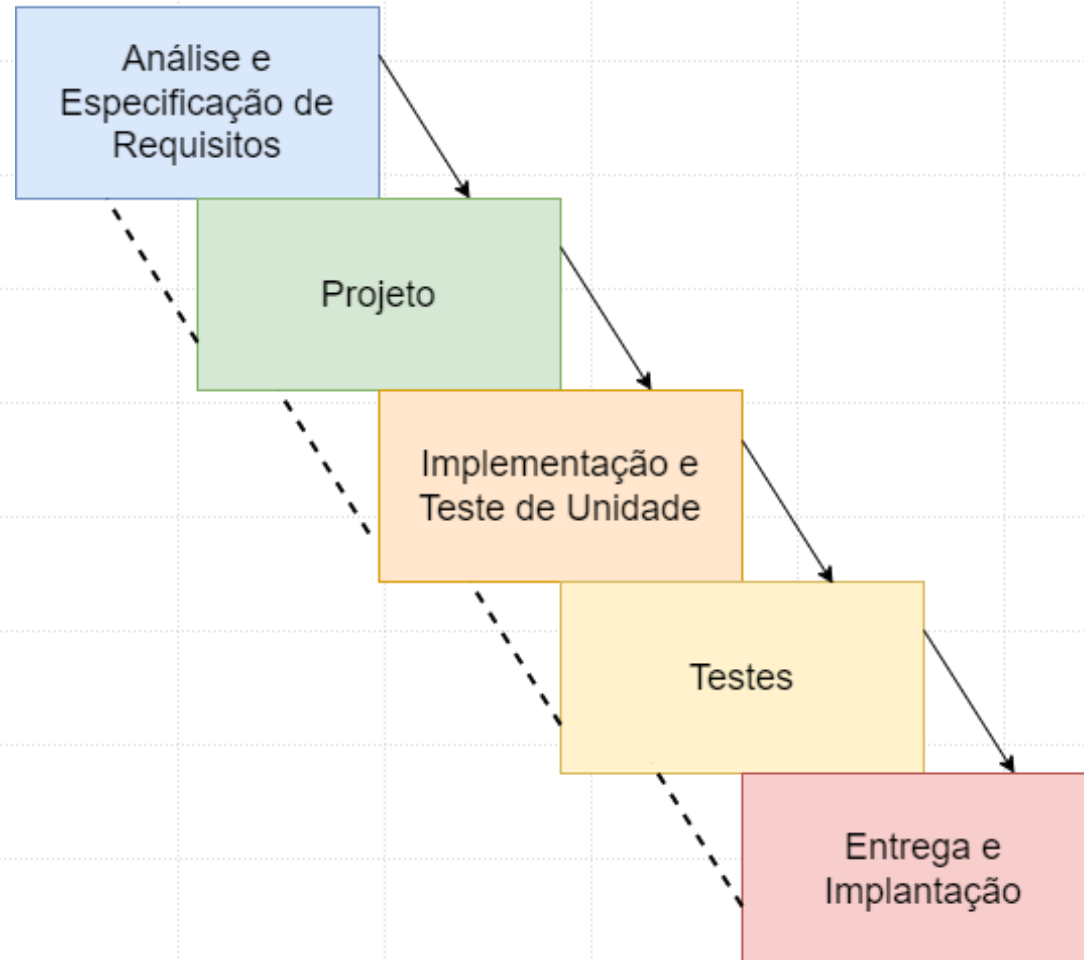 Análise e
Especificação de
Requisitos
Projeto
Implementação e
Teste de Unidade
Testes
Entrega e
Implantação